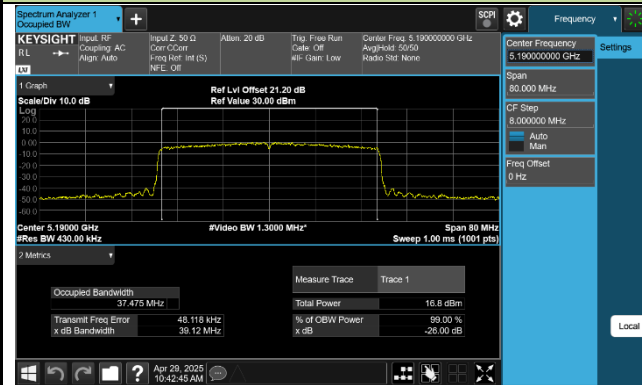 Spectrum Analyzer 1
Occupied BW
SCPI
Frequency
KEYSIGHT
RL
LXI
Input: RF
Coupling: AC
Align: Auto
Input Z: 50 Ω
Corr CCorr
Freq Ref: Int (S)
NFE: Off
Atten: 20 dB
Trig: Free Run
Gate: Off
#IF Gain: Low
Center Freq: 5.190000000 GHz
Avg|Hold: 50/50
Radio Std: None
Center Frequency
5.190000000 GHz
Settings
Span
80.000 MHz
CF Step
8.000000 MHz
Auto
Man
Freq Offset
0 Hz
1 Graph
Scale/Div 10.0 dB
Ref Lvl Offset 21.20 dB
Ref Value 30.00 dBm
Log
20.0
10.0
0.00
-10.0
-20.0
-30.0
-40.0
-50.0
-60.0
Center 5.19000 GHz
#Video BW 1.3000 MHz*
Span 80 MHz
#Res BW 430.00 kHz
Sweep 1.00 ms (1001 pts)
2 Metrics
Measure Trace
Trace 1
Occupied Bandwidth
37.475 MHz
Total Power
16.8 dBm
Transmit Freq Error
48.118 kHz
% of OBW Power
99.00 %
x dB Bandwidth
39.12 MHz
x dB
-26.00 dB
Local
Apr 29, 2025
10:42:45 AM